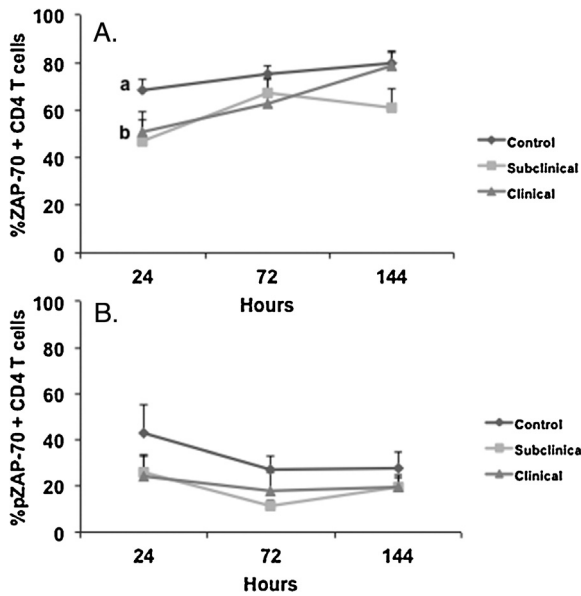 A.
%ZAP-70 + CD4 T cells
100
80
60
40
20
0
a
b
24 72 144
Hours
Control
Subclinical
Clinical
B.
%pZAP-70 + CD4 T cells
100
80
60
40
20
0
24 72 144
Hours
Control
Subclinica
Clinical